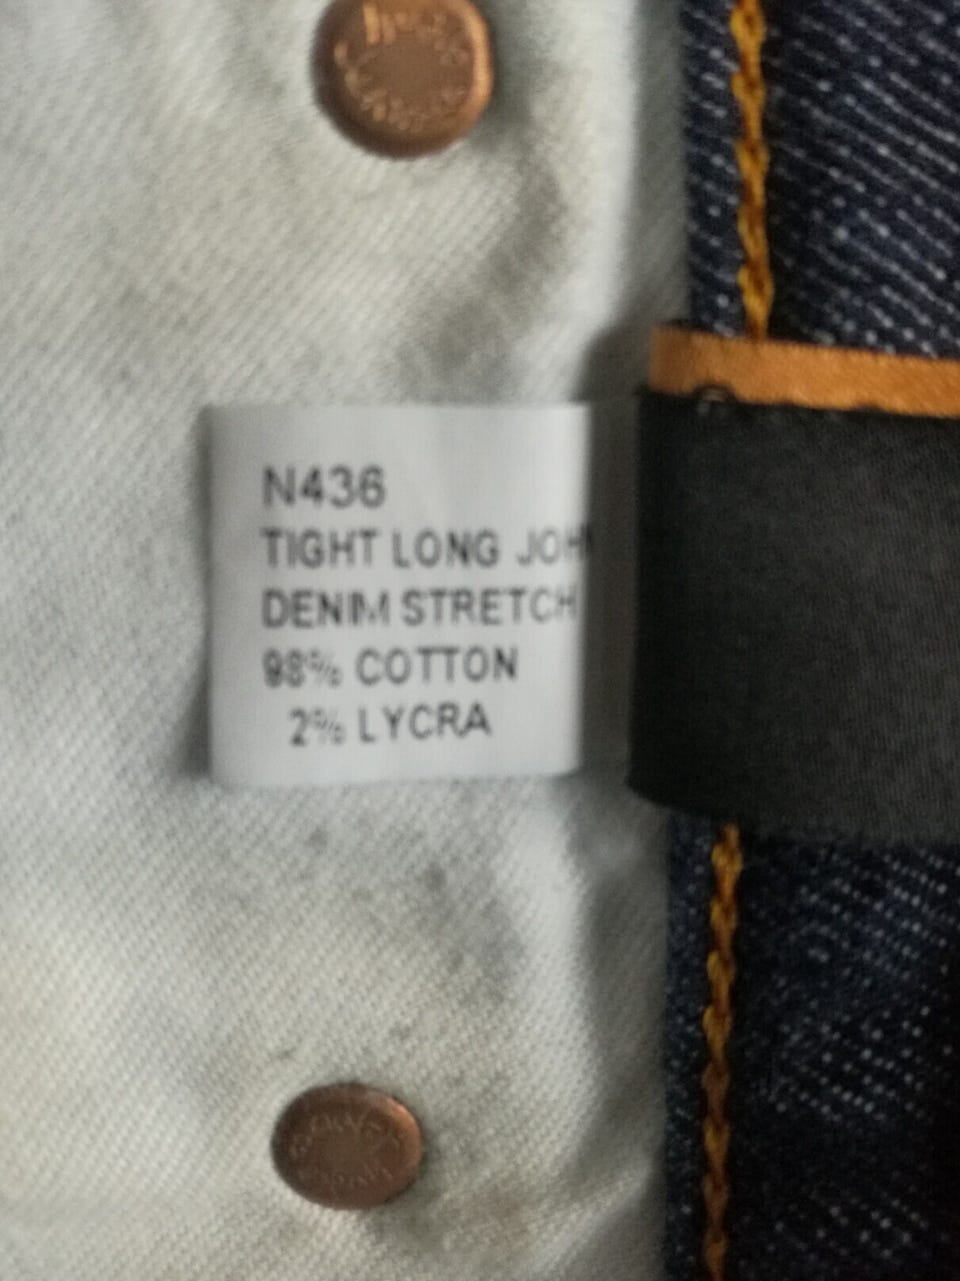 N436
TIGHT LONG JOH
DENIM STRETCH
98% COTTON
2% LYCRA